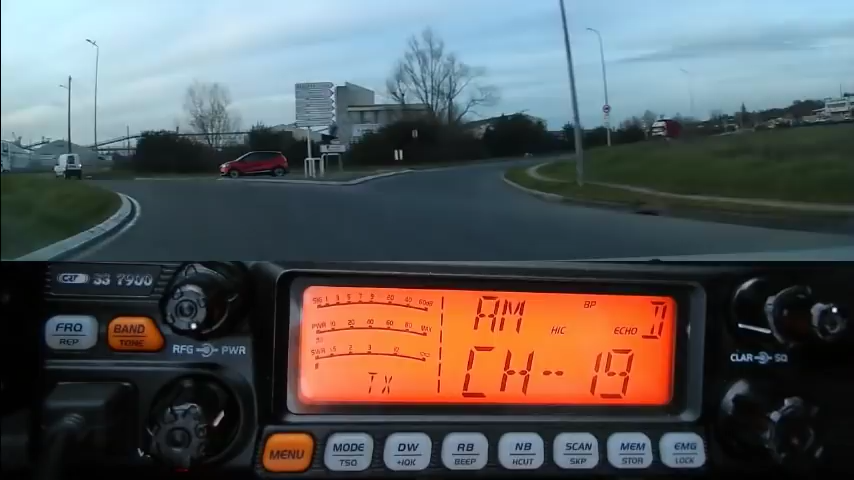 CRT SS 7900
FRQ
REP
BAND
TONE
RFG PWR
SIG 1 3 5 7 9 20 40 60dB
PWR 10 20 40 60 80 MAX
SWR 1.5 2 3
TX
AM
BP
HIC
ECHO
D
CH--19
CLAR SQ
MENU
MODE
TSQ
DW
+HQK
RB
BEEP
NB
HCUT
SCAN
SKP
MEM
STOR
EMG
LOCK